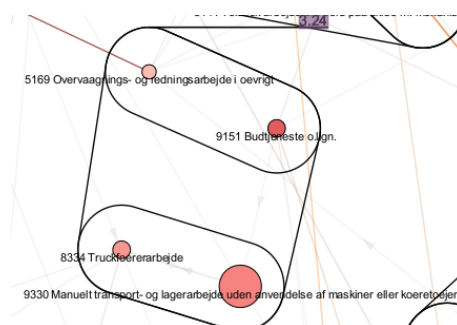 3.24
5169 Overvaagnings- og redningsarbejde i oevrigt
9151 Budtjeneste o.lign.
8334 Truckfoererarbejde
9330 Manuelt transport- og lagerarbejde uden anvendelse af maskiner eller koeretoejer